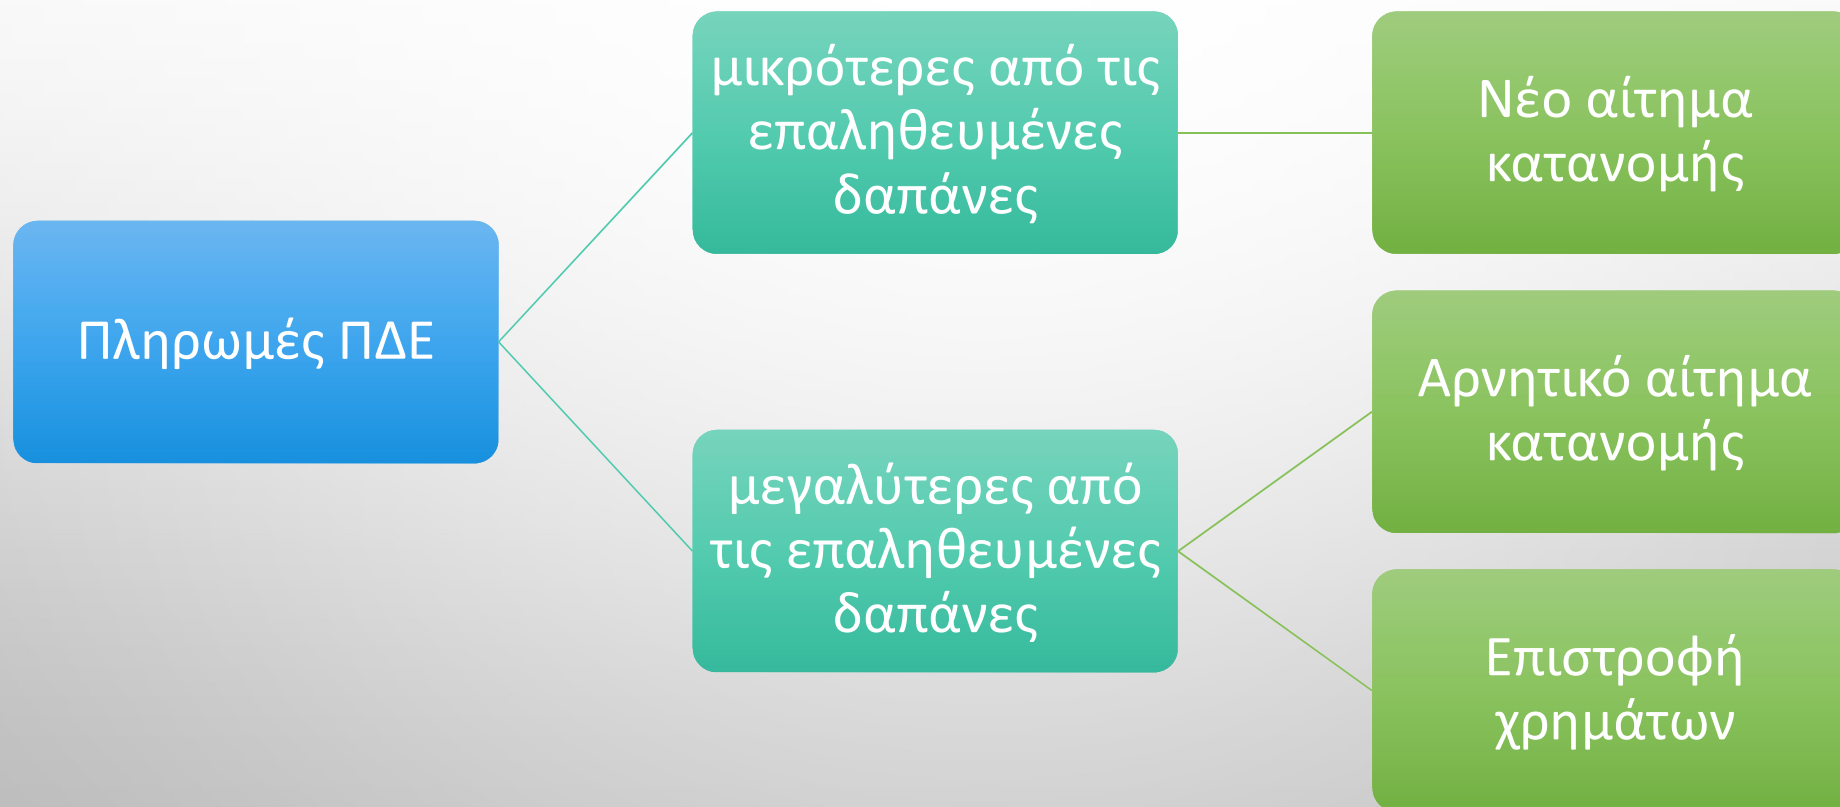 Πληρωμές ΠΔΕ
μικρότερες από τις
επαληθευμένες
δαπάνες
Νέο αίτημα
κατανομής
μεγαλύτερες από
τις επαληθευμένες
δαπάνες
Αρνητικό αίτημα
κατανομής
Επιστροφή
χρημάτων